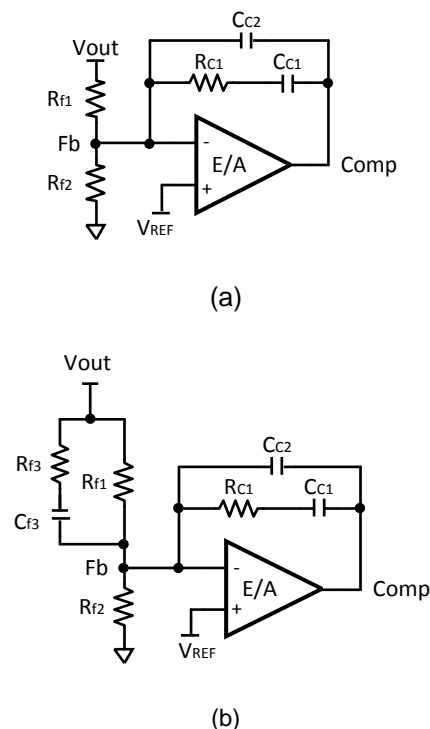 CC2
Vout
RC1 CC1
Rf1
Fb
-
E/A
Comp
Rf2
+
VREF
(a)
Vout
CC2
Rf3
Rf1
RC1 CC1
Cf3
Fb
-
E/A
Comp
Rf2
+
VREF
(b)